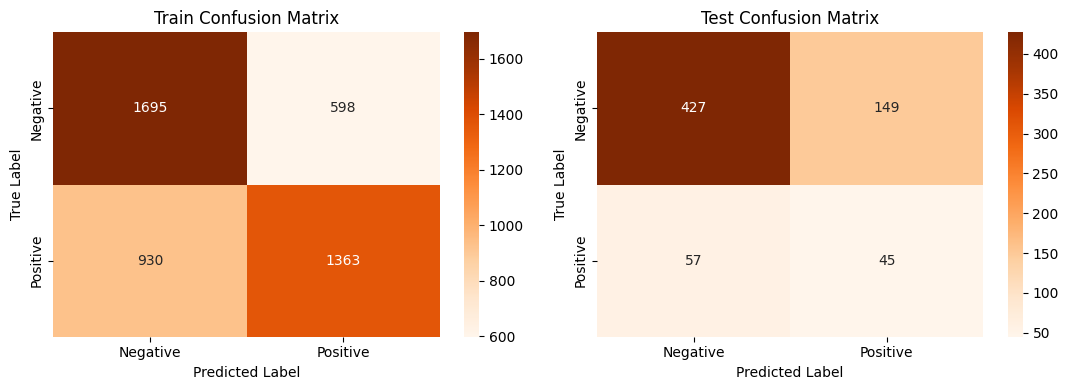 Train Confusion Matrix
True Label
Negative
Positive
1695
598
930
1363
Negative
Positive
Predicted Label
1600
1400
1200
1000
800
600
Test Confusion Matrix
True Label
Negative
Positive
427
149
57
45
Negative
Positive
Predicted Label
400
350
300
250
200
150
100
50